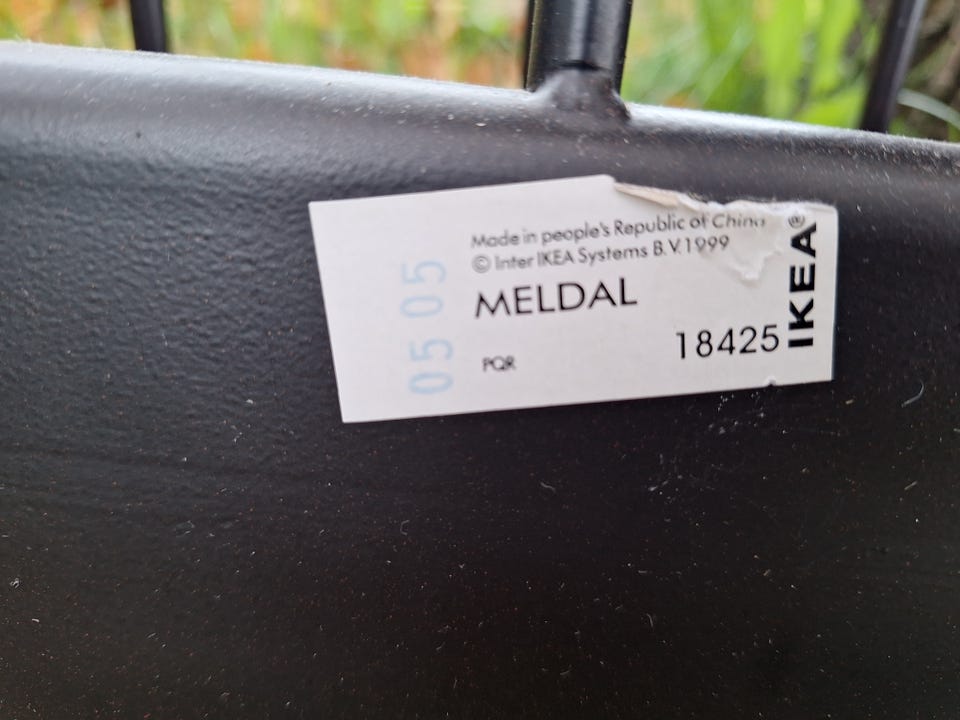 Made in people's Republic of China
© Inter IKEA Systems B.V. 1999
MELDAL
PQR
18425
IKEA®
05 05